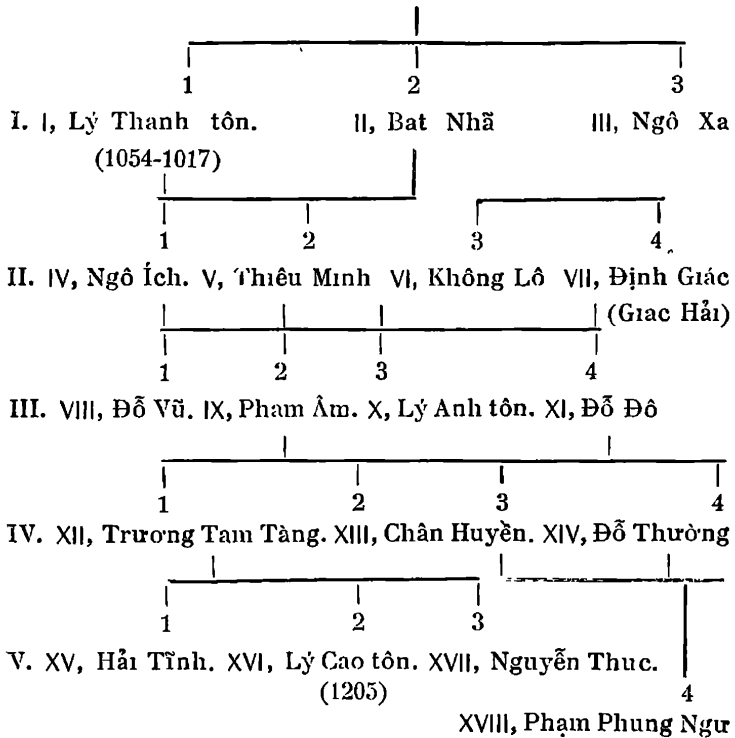 1 2 3
I. I, Lý Thanh tôn. II, Bat Nhã III, Ngô Xa
(1054-1017)
1 2 3 4
II. IV, Ngô Ích. V, Thiêu Minh VI, Không Lô VII, Định Giác
(Giac Hải)
1 2 3 4
III. VIII, Đỗ Vũ. IX, Pham Âm. X, Lý Anh tôn. XI, Đỗ Đô
1 2 3 4
IV. XII, Trương Tam Tàng. XIII, Chân Huyền. XIV, Đỗ Thường
1 2 3
V. XV, Hải Tĩnh. XVI, Lý Cao tôn. XVII, Nguyễn Thuc.
(1205) 4
XVIII, Phạm Phung Ngư